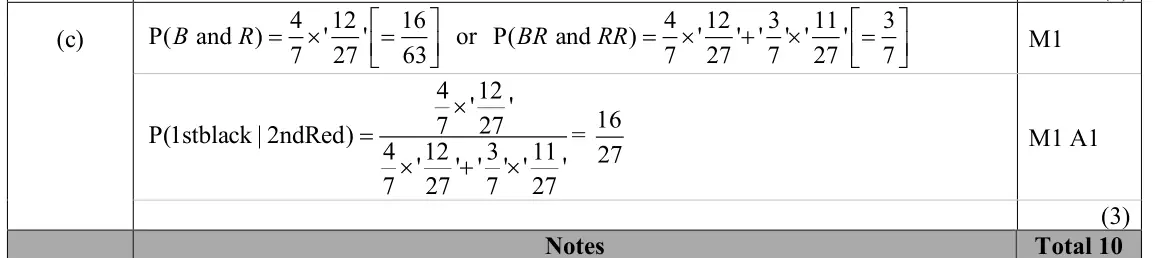 (c) P(B and R) = 4/7 × '12/27' [= 16/63] or P(BR and RR) = 4/7 × '12/27' + '3/7' × '11/27' [= 3/7] M1
P(1stblack | 2ndRed) = (4/7 × '12/27') / (4/7 × '12/27' + '3/7' × '11/27') = 16/27 M1 A1
(3)
Notes Total 10